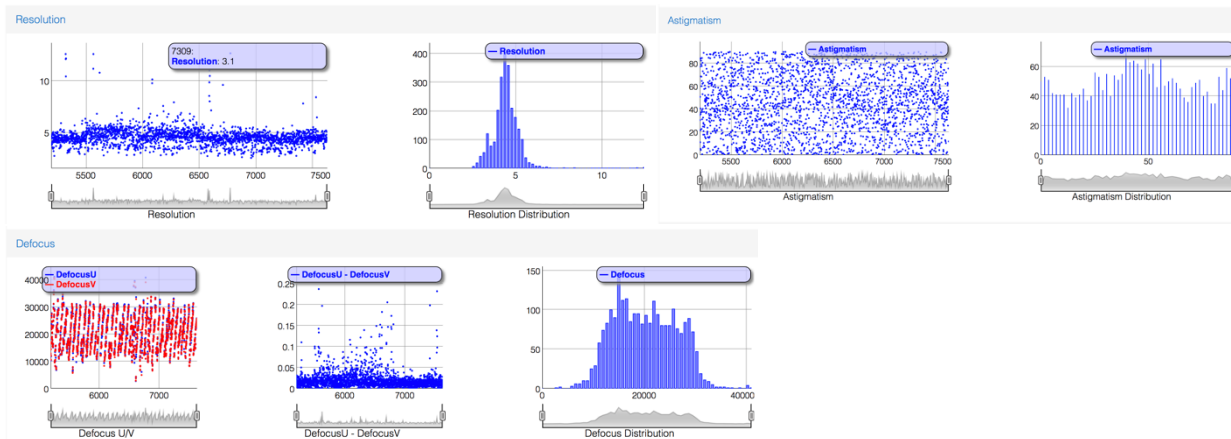 Resolution
7309:
Resolution: 3.1
10
5
5500 6000 6500 7000 7500
Resolution
Resolution
400
300
200
100
0
0 5 10
Resolution Distribution
Astigmatism
Astigmatism
80
60
40
20
0
5500 6000 6500 7000 7500
Astigmatism
Astigmatism
60
40
20
0
0 50
Astigmatism Distribution
Defocus
DefocusU
DefocusV
40000
30000
20000
10000
0
6000 7000
Defocus U/V
DefocusU - DefocusV
0.25
0.2
0.15
0.1
0.05
0
6000 7000
DefocusU - DefocusV
Defocus
150
100
50
0
0 20000 40000
Defocus Distribution